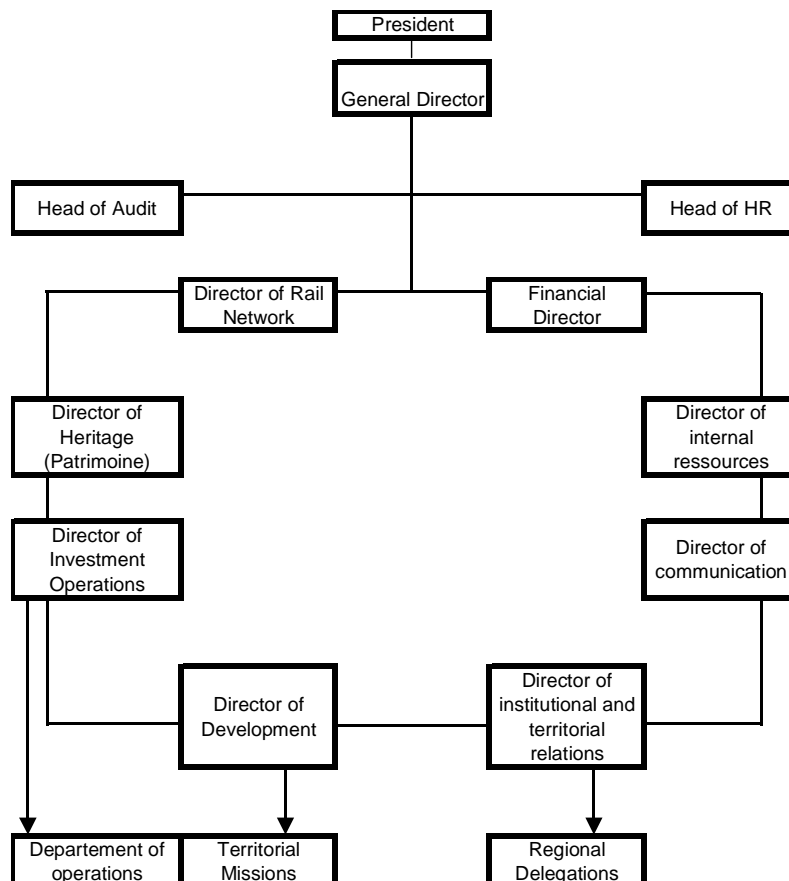 President
General Director
Head of Audit
Head of HR
Director of Rail
Network
Financial
Director
Director of
Heritage
(Patrimoine)
Director of
internal
ressources
Director of
Investment
Operations
Director of
communication
Director of
Development
Director of
institutional and
territorial
relations
Departement of
operations
Territorial
Missions
Regional
Delegations